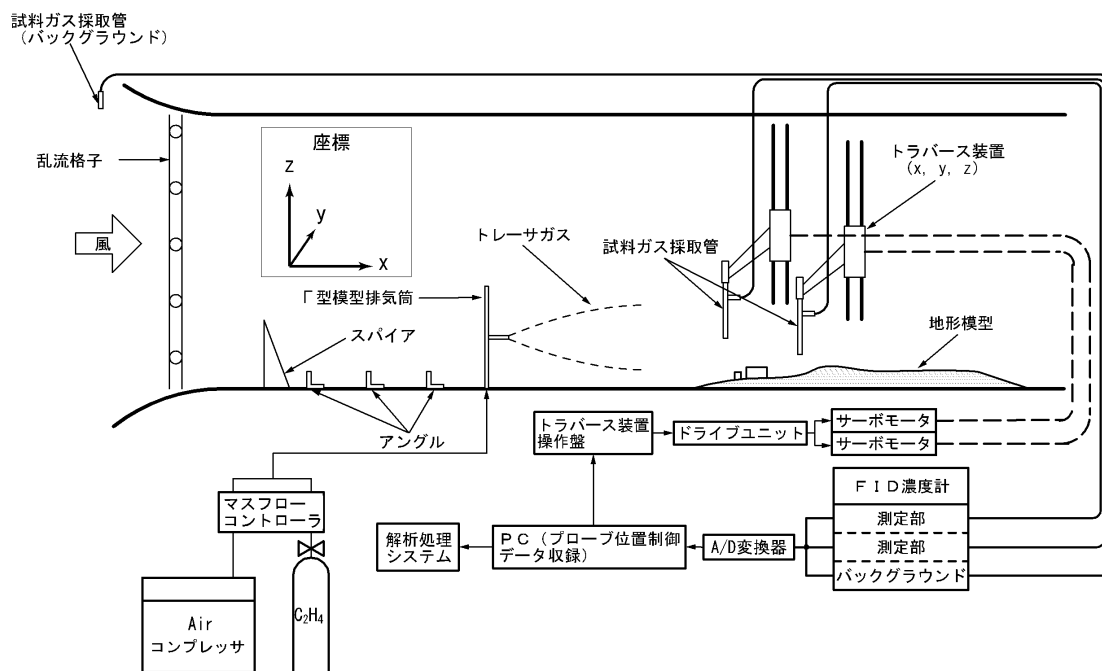 試料ガス採取管
（バックグラウンド）
乱流格子
風
座標
z
y
x
トレーサガス
試料ガス採取管
トラバース装置
(x, y, z)
Γ型模型排気筒
スパイア
アングル
地形模型
トラバース装置
操作盤
ドライブユニット
サーボモータ
サーボモータ
マスフロー
コントローラ
ＦＩＤ濃度計
測定部
測定部
バックグラウンド
A/D変換器
ＰＣ（プローブ位置制御
データ収録）
解析処理
システム
Air
コンプレッサ
C₂H₄